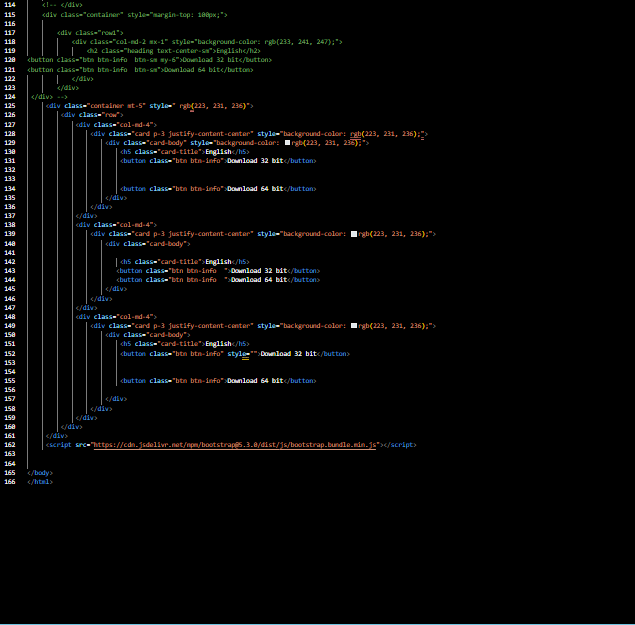 114 <!-- </div>
115 <div class="container" style="margin-top: 100px;">
116
117 <div class="row1">
118 <div class="col-md-2 mx-1" style="background-color: rgb(233, 241, 247);">
119 <h2 class="heading text-center-sm">English</h2>
120 <button class="btn btn-info  btn-sm my-6">Download 32 bit</button>
121 <button class="btn btn-info  btn-sm">Download 64 bit</button>
122 </div>
123 </div>
124 </div> -->
125 <div class="container mt-5" style=" rgb(223, 231, 236)">
126 <div class="row">
127 <div class="col-md-4">
128 <div class="card p-3 justify-content-center" style="background-color: rgb(223, 231, 236);">
129 <div class="card-body" style="background-color: rgb(223, 231, 236);">
130 <h5 class="card-title">English</h5>
131 <button class="btn btn-info">Download 32 bit</button>
132
133
134 <button class="btn btn-info">Download 64 bit</button>
135 </div>
136 </div>
137 </div>
138 <div class="col-md-4">
139 <div class="card p-3 justify-content-center" style="background-color: rgb(223, 231, 236);">
140 <div class="card-body">
141
142 <h5 class="card-title">English</h5>
143 <button class="btn btn-info  ">Download 32 bit</button>
144 <button class="btn btn-info  ">Download 64 bit</button>
145 </div>
146 </div>
147 </div>
148 <div class="col-md-4">
149 <div class="card p-3 justify-content-center" style="background-color: rgb(223, 231, 236);">
150 <div class="card-body">
151 <h5 class="card-title">English</h5>
152 <button class="btn btn-info" style="">Download 32 bit</button>
153
154
155 <button class="btn btn-info">Download 64 bit</button>
156
157 </div>
158 </div>
159 </div>
160 </div>
161 </div>
162 <script src="https://cdn.jsdelivr.net/npm/bootstrap@5.3.0/dist/js/bootstrap.bundle.min.js"></script>
163
164
165 </body>
166 </html>